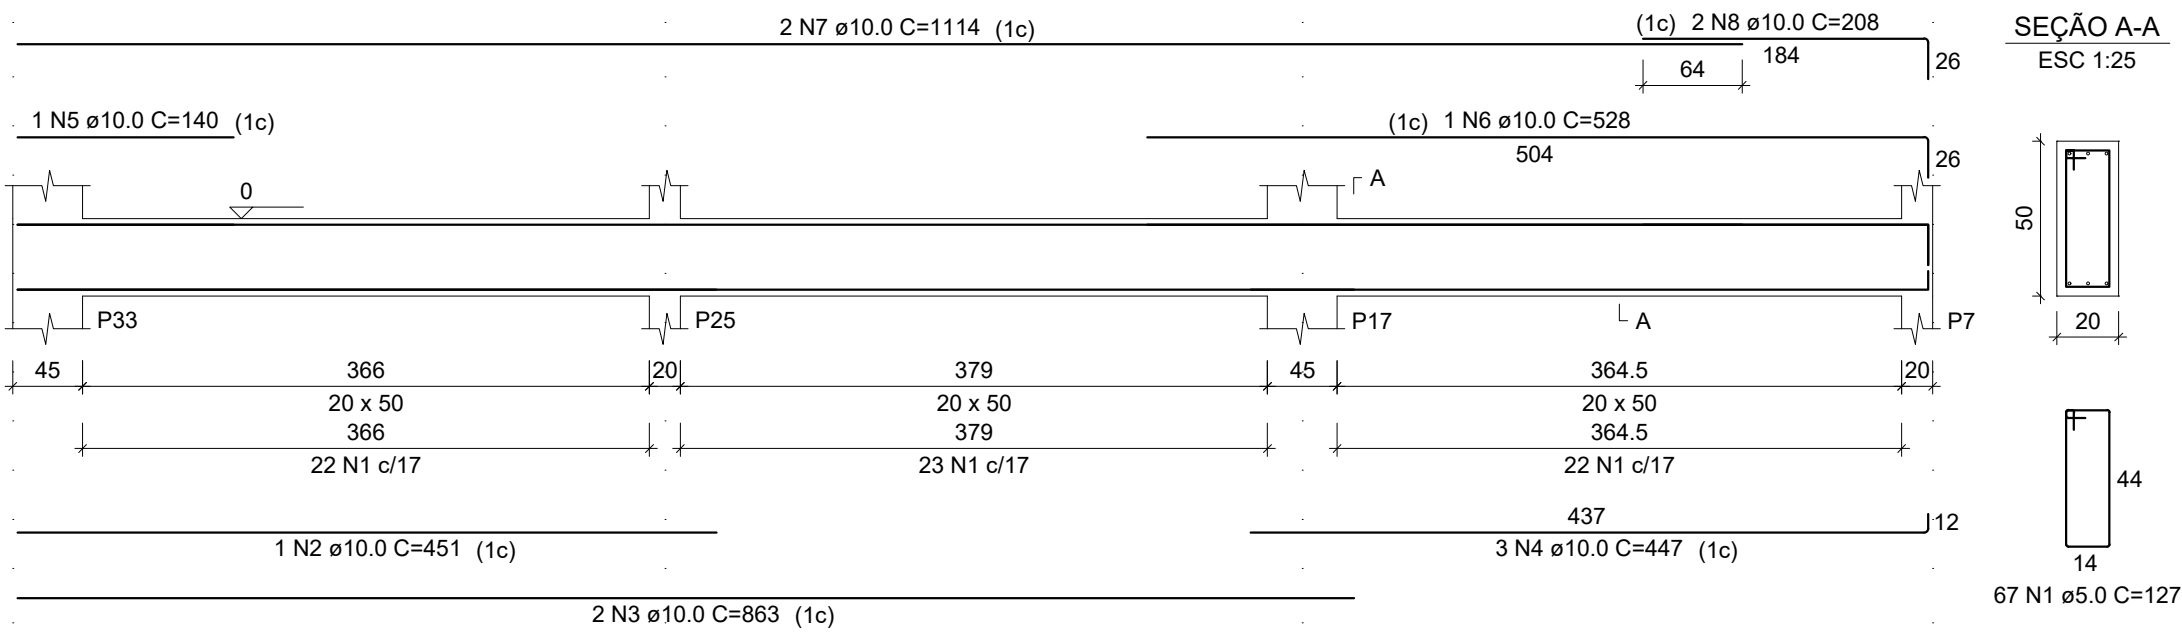 2 N7 ø10.0 C=1114 (1c)
(1c) 2 N8 ø10.0 C=208
184
26
64
SEÇÃO A-A
ESC 1:25
1 N5 ø10.0 C=140 (1c)
(1c) 1 N6 ø10.0 C=528
504
26
0
A
50
20
P33
P25
P17
A
P7
45
366
20
379
45
364.5
20
20 x 50
20 x 50
20 x 50
366
379
364.5
22 N1 c/17
23 N1 c/17
22 N1 c/17
44
14
67 N1 ø5.0 C=127
437
12
1 N2 ø10.0 C=451 (1c)
3 N4 ø10.0 C=447 (1c)
2 N3 ø10.0 C=863 (1c)